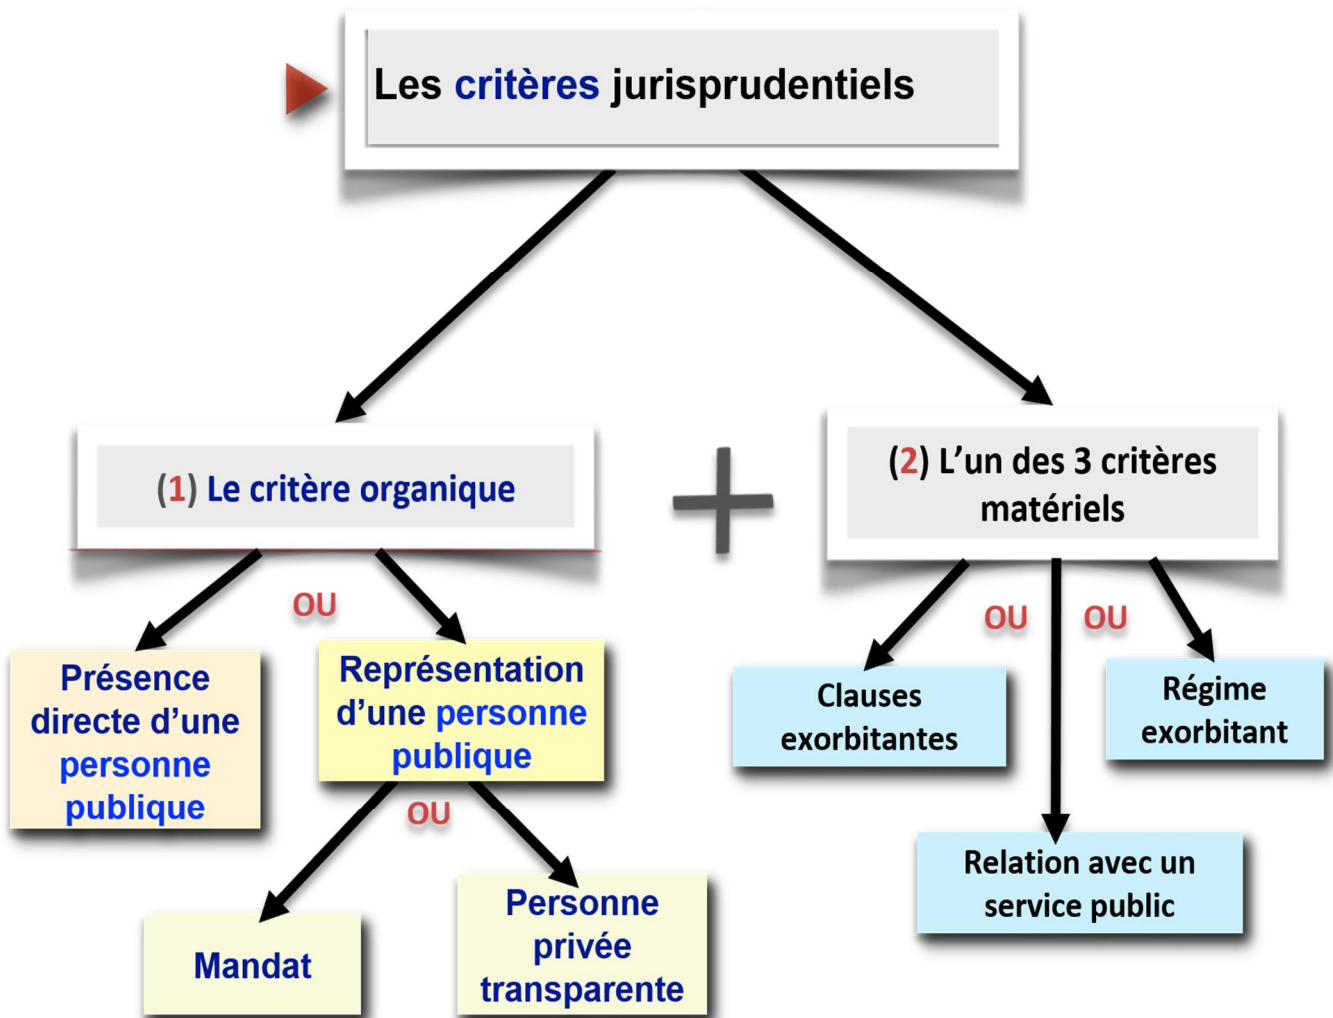 Les critères jurisprudentiels
(1) Le critère organique
(2) L’un des 3 critères
matériels
OU
Présence
directe d’une
personne
publique
Représentation
d’une personne
publique
OU
Mandat
Personne
privée
transparente
OU
OU
Clauses
exorbitantes
Régime
exorbitant
Relation avec un
service public